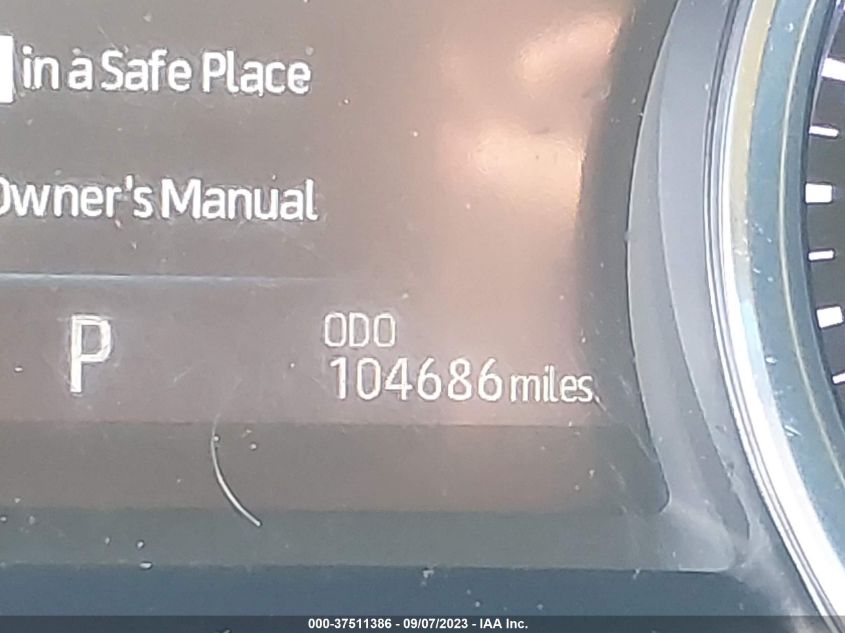 in a Safe Place
Owner's Manual
P
ODO
104686 miles
000-37511386 - 09/07/2023 - IAA Inc.